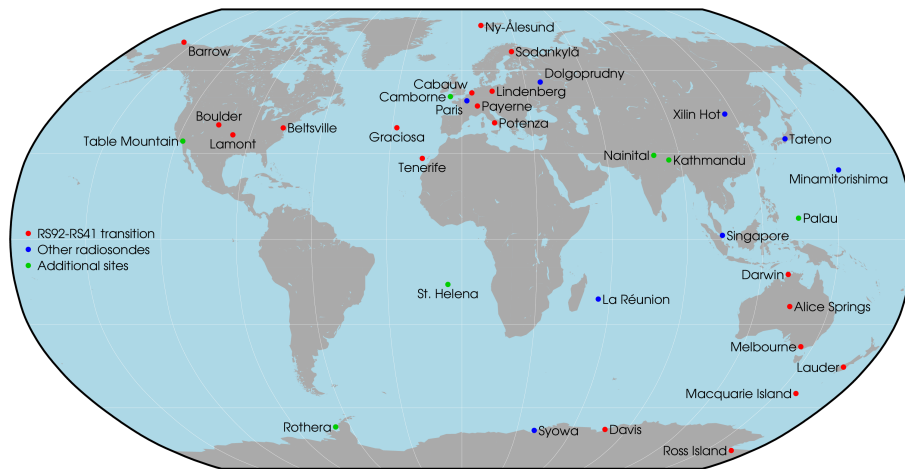 Ny-Ålesund
Barrow
Sodankylä
Dolgoprudny
Cabauw
Lindenberg
Camborne
Paris
Payerne
Xilin Hot
Boulder
Potenza
Beltsville
Graciosa
Table Mountain
Lamont
Tateno
Nainital
Kathmandu
Tenerife
Minamitorishima
Palau
RS92-RS41 transition
Other radiosondes
Additional sites
Singapore
Darwin
St. Helena
La Réunion
Alice Springs
Melbourne
Lauder
Macquarie Island
Rothera
Syowa
Davis
Ross Island